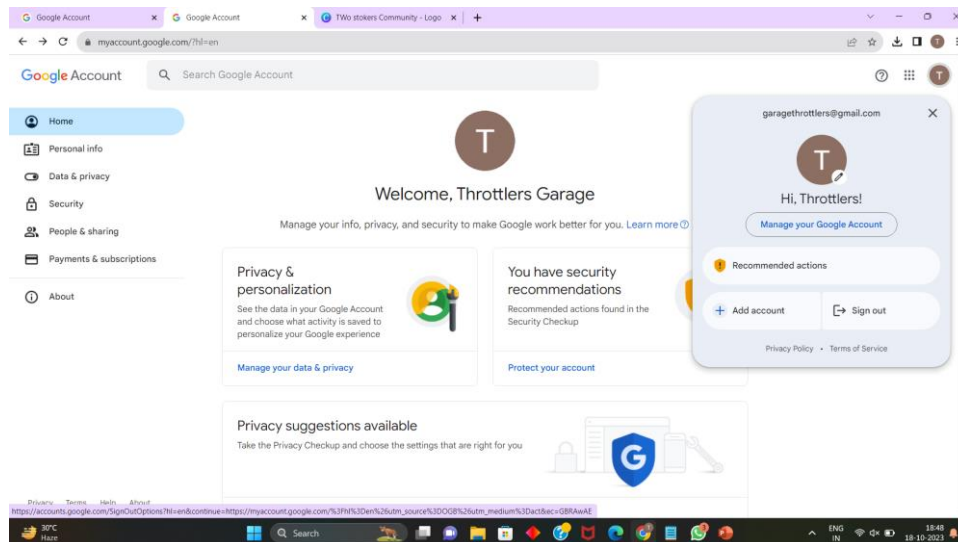 Google Account
Google Account
TWo stokers Community - Logo
myaccount.google.com/?hl=en
T
Google Account
Search Google Account
T
Home
Personal info
Data & privacy
Security
People & sharing
Payments & subscriptions
About
T
Welcome, Throttlers Garage
Manage your info, privacy, and security to make Google work better for you. Learn more
Privacy &
personalization
See the data in your Google Account
and choose what activity is saved to
personalize your Google experience
Manage your data & privacy
You have security
recommendations
Recommended actions found in the
Security Checkup
Protect your account
Privacy suggestions available
Take the Privacy Checkup and choose the settings that are right
for you
G
garagethrottlers@gmail.com
T
Hi, Throttlers!
Manage your Google Account
Recommended actions
Add account
Sign out
Privacy Policy • Terms of Service
Privacy Terms Help About
https://accounts.google.com/SignOutOptions?hl=en&continue=https://myaccount.google.com/%3Fhl%3Den%26utm_source%3DOGB%26utm_medium%3Dact&ec=GBRAwAE
30°C
Haze
Search
ENG
IN
18:48
18-10-2023